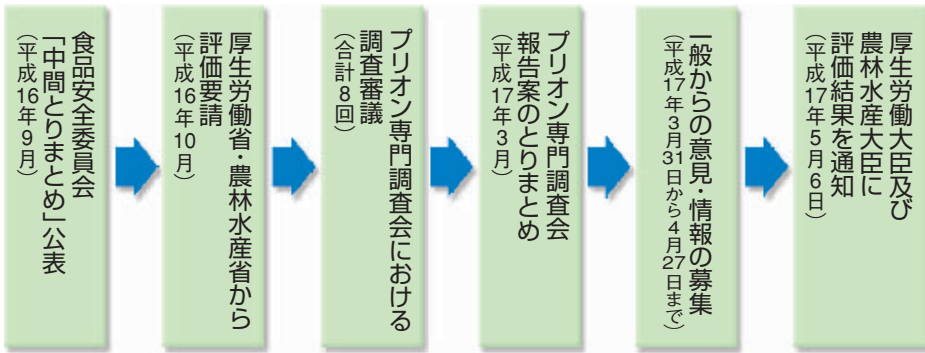 食品安全委員会
「中間とりまとめ」公表
（平成16年9月）
厚生労働省・農林水産省から
評価要請
（平成16年10月）
プリオン専門調査会における
調査審議
（合計8回）
プリオン専門調査会
報告案のとりまとめ
（平成17年3月）
一般からの意見・情報の募集
（平成17年3月31日から4月27日まで）
厚生労働大臣及び
農林水産大臣に
評価結果を通知
（平成17年5月6日）